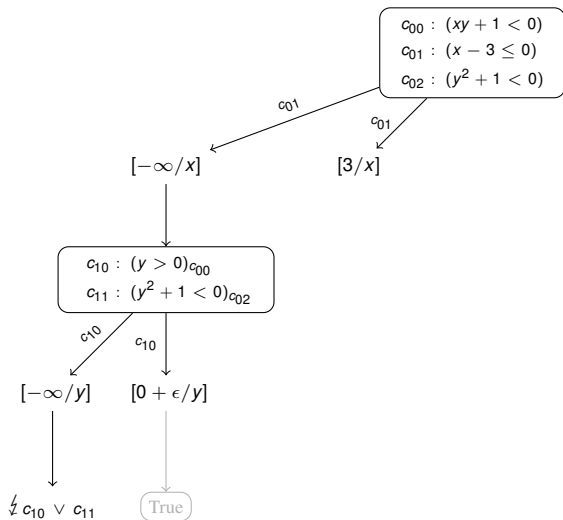 c₀₀ : (xy + 1 < 0)
c₀₁ : (x − 3 ≤ 0)
c₀₂ : (y² + 1 < 0)
c₀₁
c₀₁
[−∞/x]
[3/x]
c₁₀ : (y > 0)c₀₀
c₁₁ : (y² + 1 < 0)c₀₂
c₁₀
c₁₀
[−∞/y]
[0 + ϵ/y]
↯ c₁₀ ∨ c₁₁
True